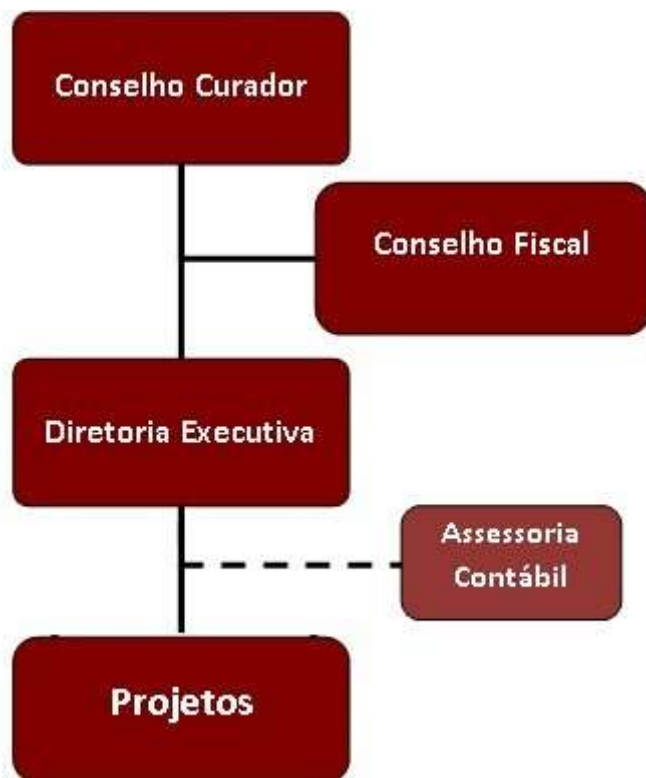 Conselho Curador
Conselho Fiscal
Diretoria Executiva
Assessoria
Contábil
Projetos